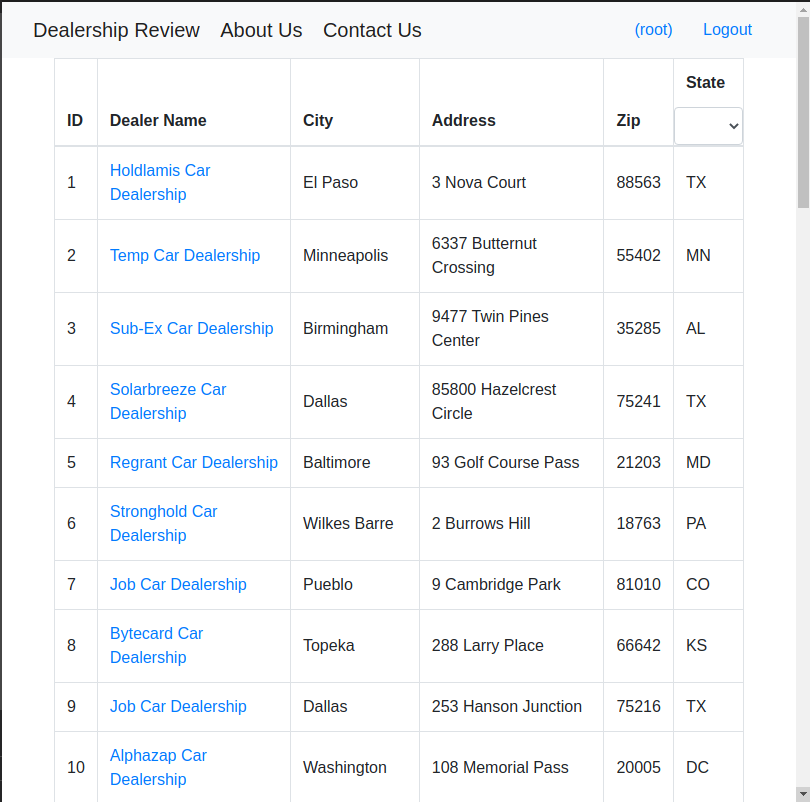 Dealership Review About Us Contact Us (root) Logout
State
ID Dealer Name City Address Zip
1 Holdlamis Car Dealership El Paso 3 Nova Court 88563 TX
2 Temp Car Dealership Minneapolis 6337 Butternut Crossing 55402 MN
3 Sub-Ex Car Dealership Birmingham 9477 Twin Pines Center 35285 AL
4 Solarbreeze Car Dealership Dallas 85800 Hazelcrest Circle 75241 TX
5 Regrant Car Dealership Baltimore 93 Golf Course Pass 21203 MD
6 Stronghold Car Dealership Wilkes Barre 2 Burrows Hill 18763 PA
7 Job Car Dealership Pueblo 9 Cambridge Park 81010 CO
8 Bytecard Car Dealership Topeka 288 Larry Place 66642 KS
9 Job Car Dealership Dallas 253 Hanson Junction 75216 TX
10 Alphazap Car Dealership Washington 108 Memorial Pass 20005 DC